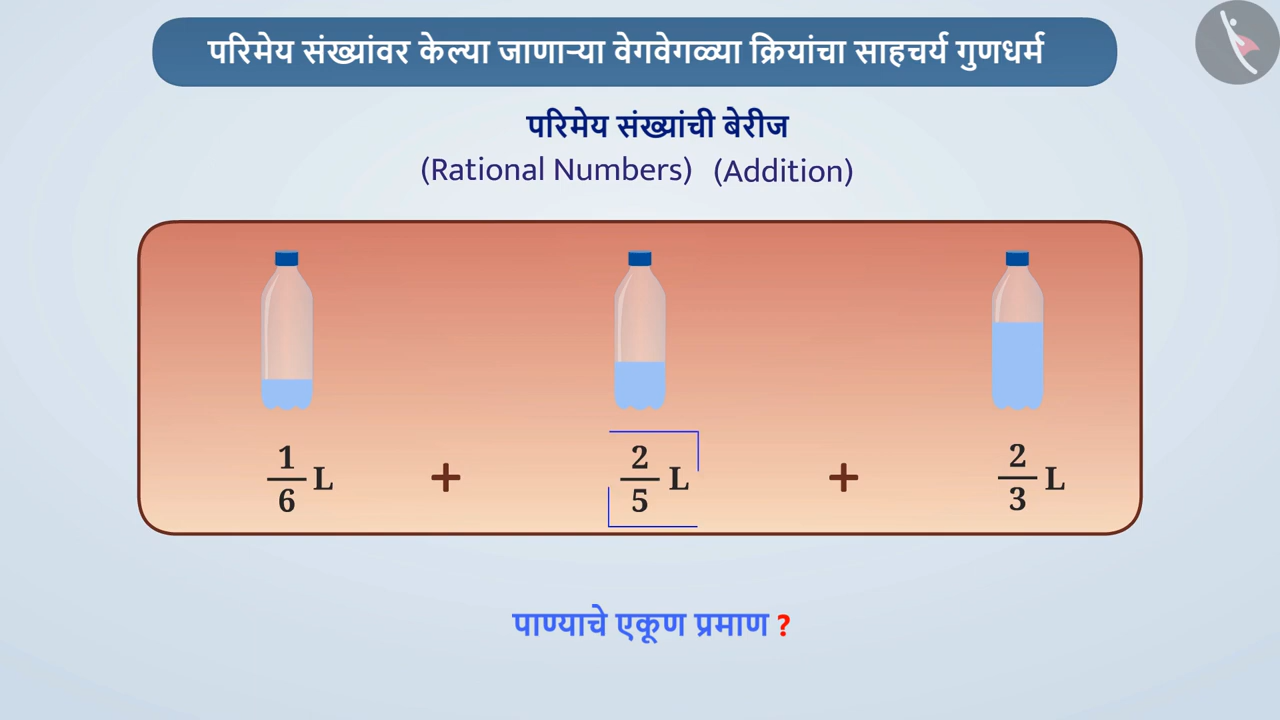 परिमेय संख्यांवर केल्या जाणाऱ्या वेगवेगळ्या क्रियांचा साहचर्य गुणधर्म
परिमेय संख्यांची बेरीज
(Rational Numbers) (Addition)
1/6 L + 2/5 L + 2/3 L
पाण्याचे एकूण प्रमाण ?